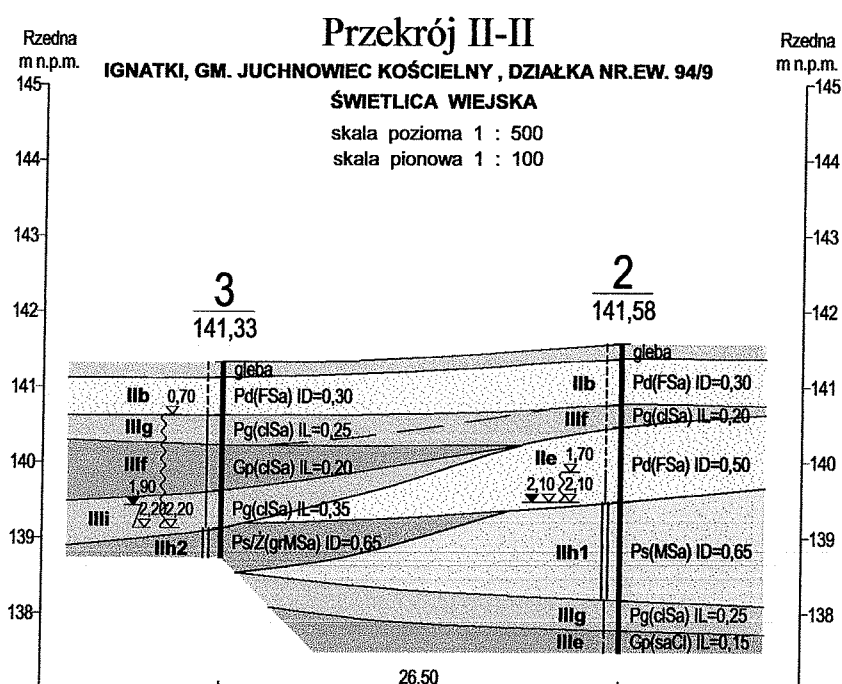 Przekrój II-II
Rzedna
m n.p.m.
Rzedna
m n.p.m.
IGNATKI, GM. JUCHNOWIEC KOŚCIELNY , DZIAŁKA NR.EW. 94/9
ŚWIETLICA WIEJSKA
skala pozioma 1 : 500
skala pionowa 1 : 100
145
145
144
144
143
143
142
142
3
141,33
2
141,58
gleba
gleba
141
141
IIb 0,70 Pd(FSa) ID=0,30
IIb Pd(FSa) ID=0,30
IIIg Pg(clSa) IL=0,25
IIIf Pg(clSa) IL=0,20
140
140
IIIf Gp(clSa) IL=0,20
IIe 1,70 Pd(FSa) ID=0,50
1,90
2,10 2,10
IIIi 2,20 2,20 Pg(clSa) IL=0,35
139
139
IIh2 Ps/Ż(grMSa) ID=0,65
IIh1 Ps(MSa) ID=0,65
138
138
IIIg Pg(clSa) IL=0,25
IIIe Gp(saCl) IL=0,15
26,50